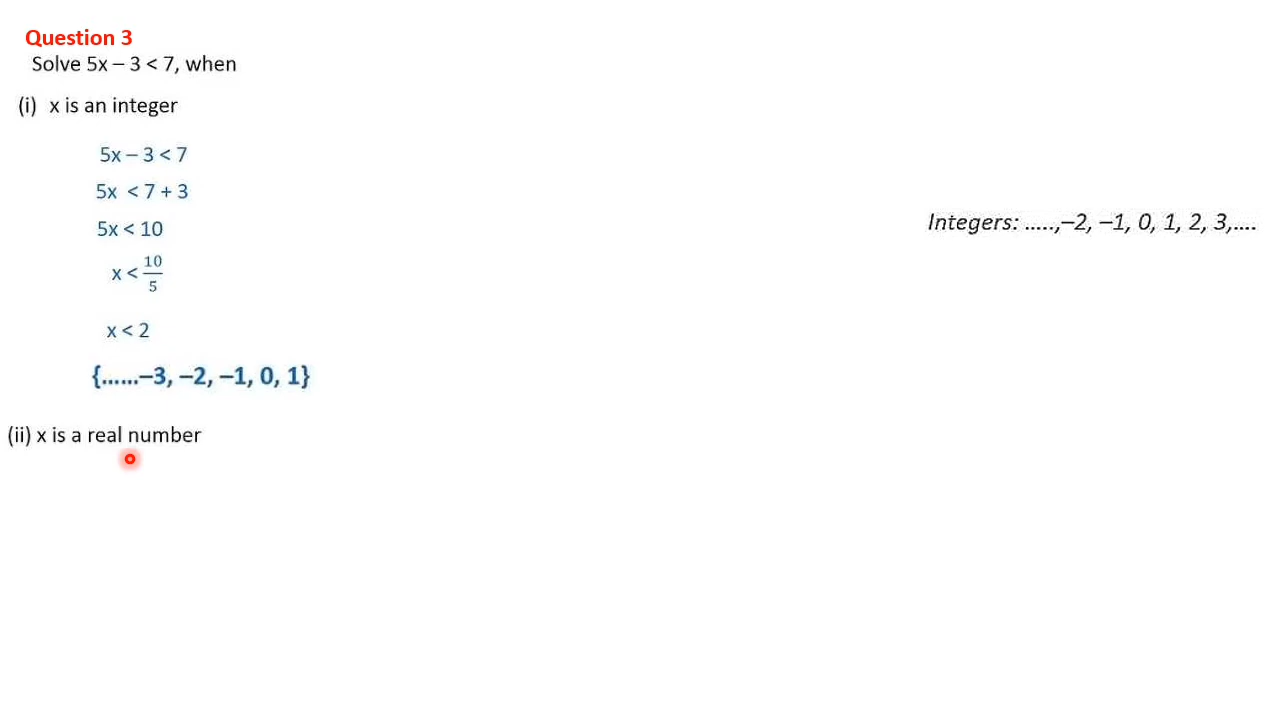 Question 3
Solve 5x – 3 < 7, when
(i) x is an integer
5x – 3 < 7
5x < 7 + 3
5x < 10
Integers: .....,–2, –1, 0, 1, 2, 3,....
x < 10/5
x < 2
{......–3, –2, –1, 0, 1}
(ii) x is a real number